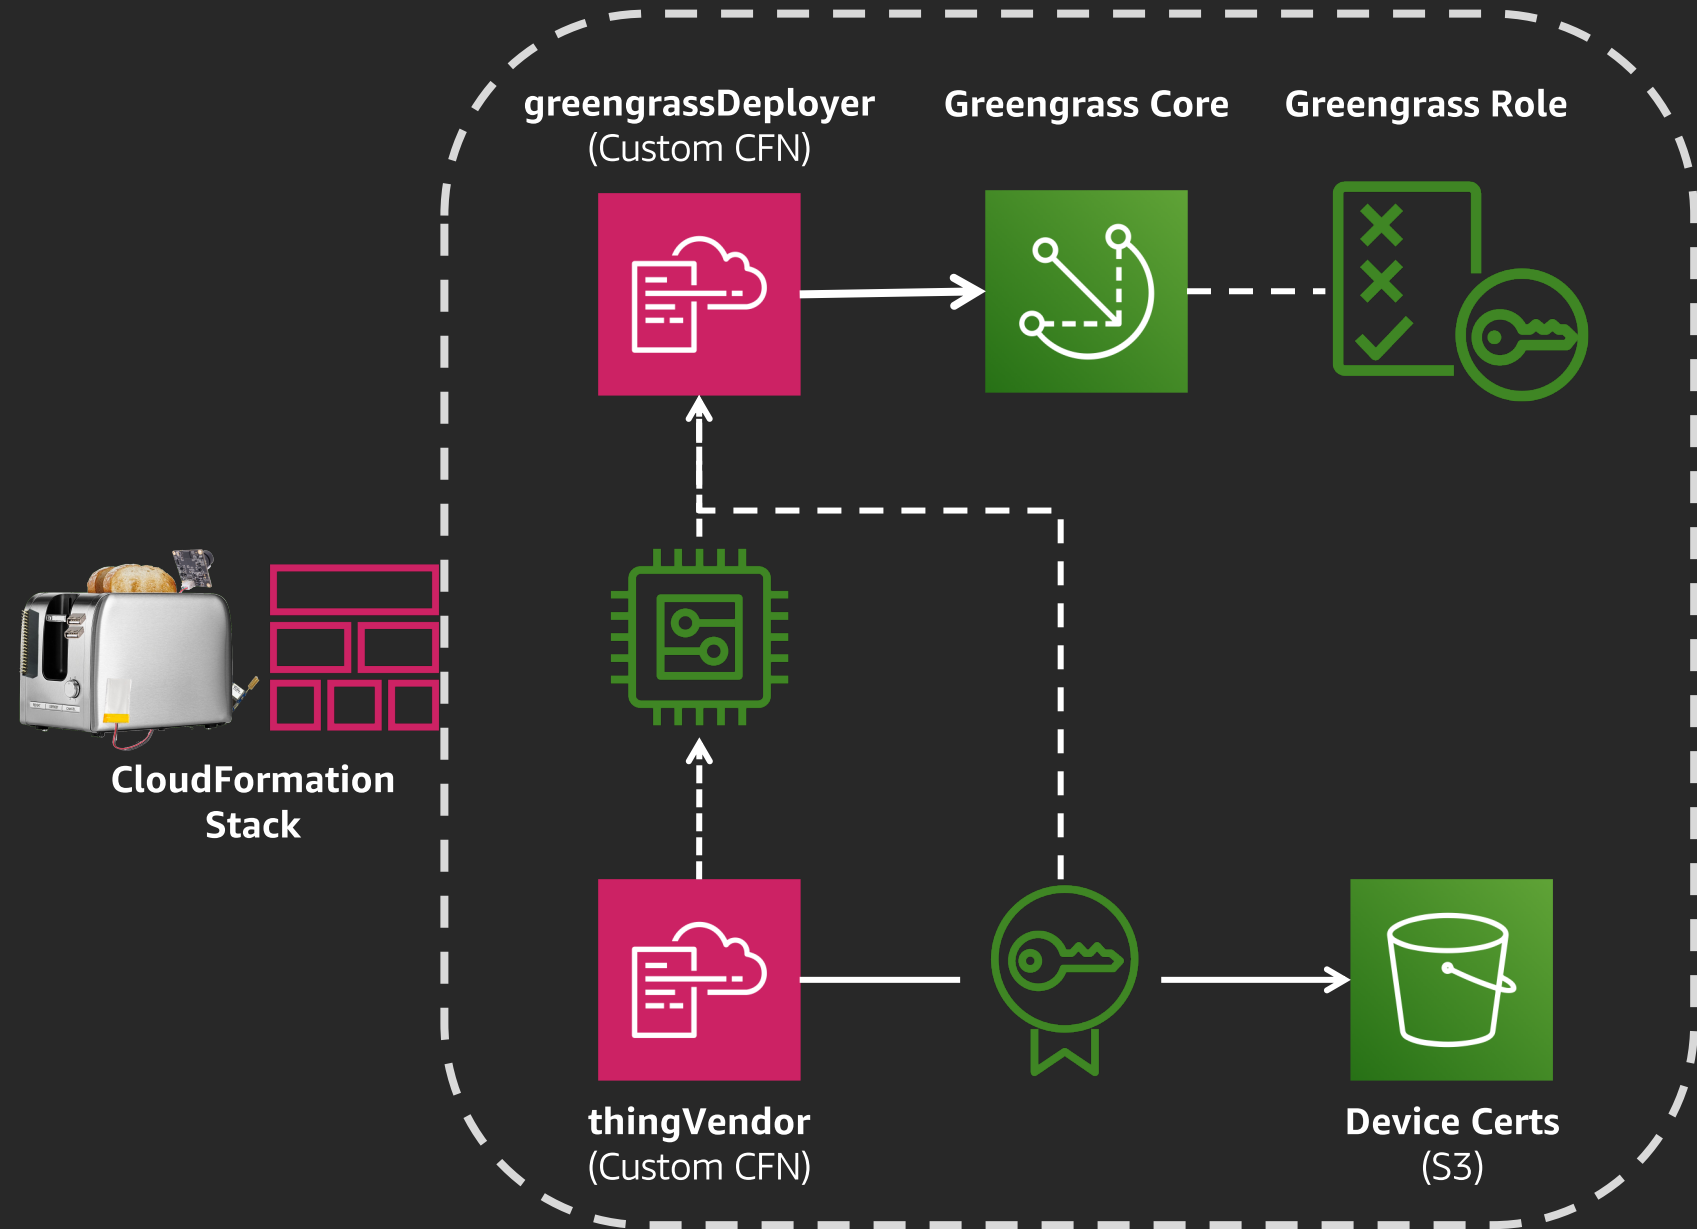 greengrassDeployer
(Custom CFN)
Greengrass Core
Greengrass Role
CloudFormation
Stack
thingVendor
(Custom CFN)
Device Certs
(S3)